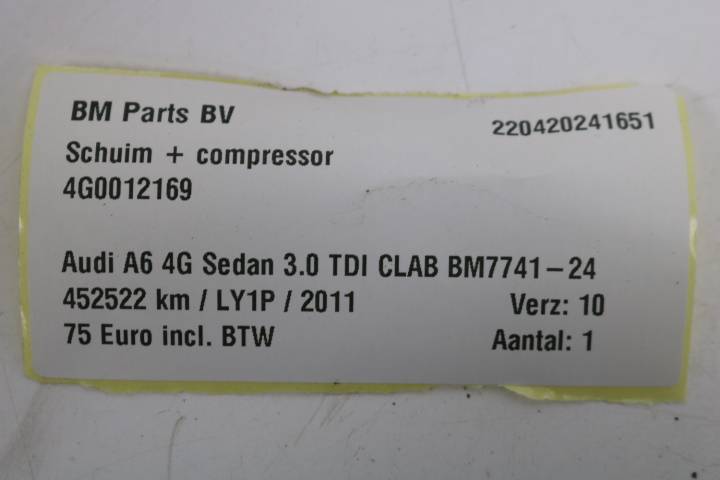 BM Parts BV
220420241651
Schuim + compressor
4G0012169
Audi A6 4G Sedan 3.0 TDI CLAB BM7741-24
452522 km / LY1P / 2011 Verz: 10
75 Euro incl. BTW Aantal: 1